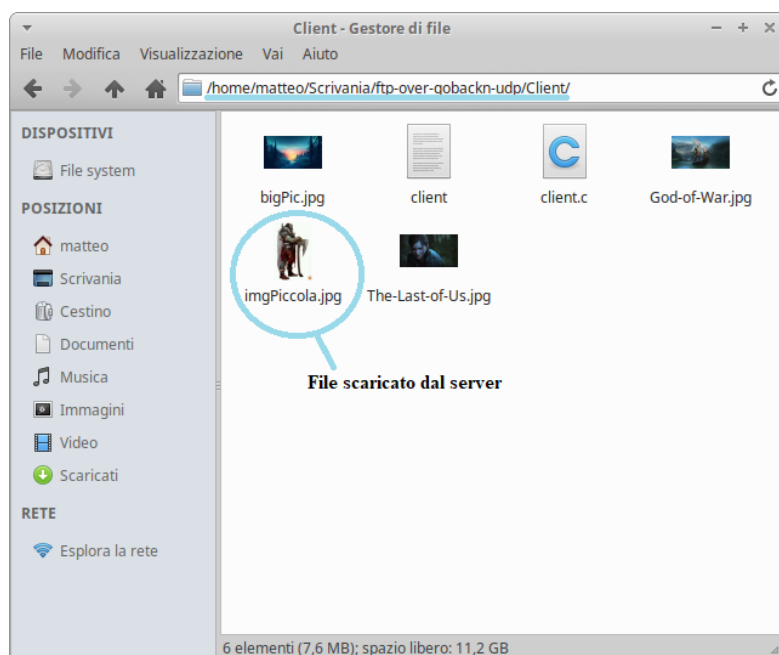 Client - Gestore di file
File Modifica Visualizzazione Vai Aiuto
/home/matteo/Scrivania/ftp-over-gobackn-udp/Client/
DISPOSITIVI
File system
POSIZIONI
matteo
Scrivania
Cestino
Documenti
Musica
Immagini
Video
Scaricati
RETE
Esplora la rete
bigPic.jpg client client.c God-of-War.jpg
imgPiccola.jpg The-Last-of-Us.jpg
File scaricato dal server
6 elementi (7,6 MB); spazio libero: 11,2 GB